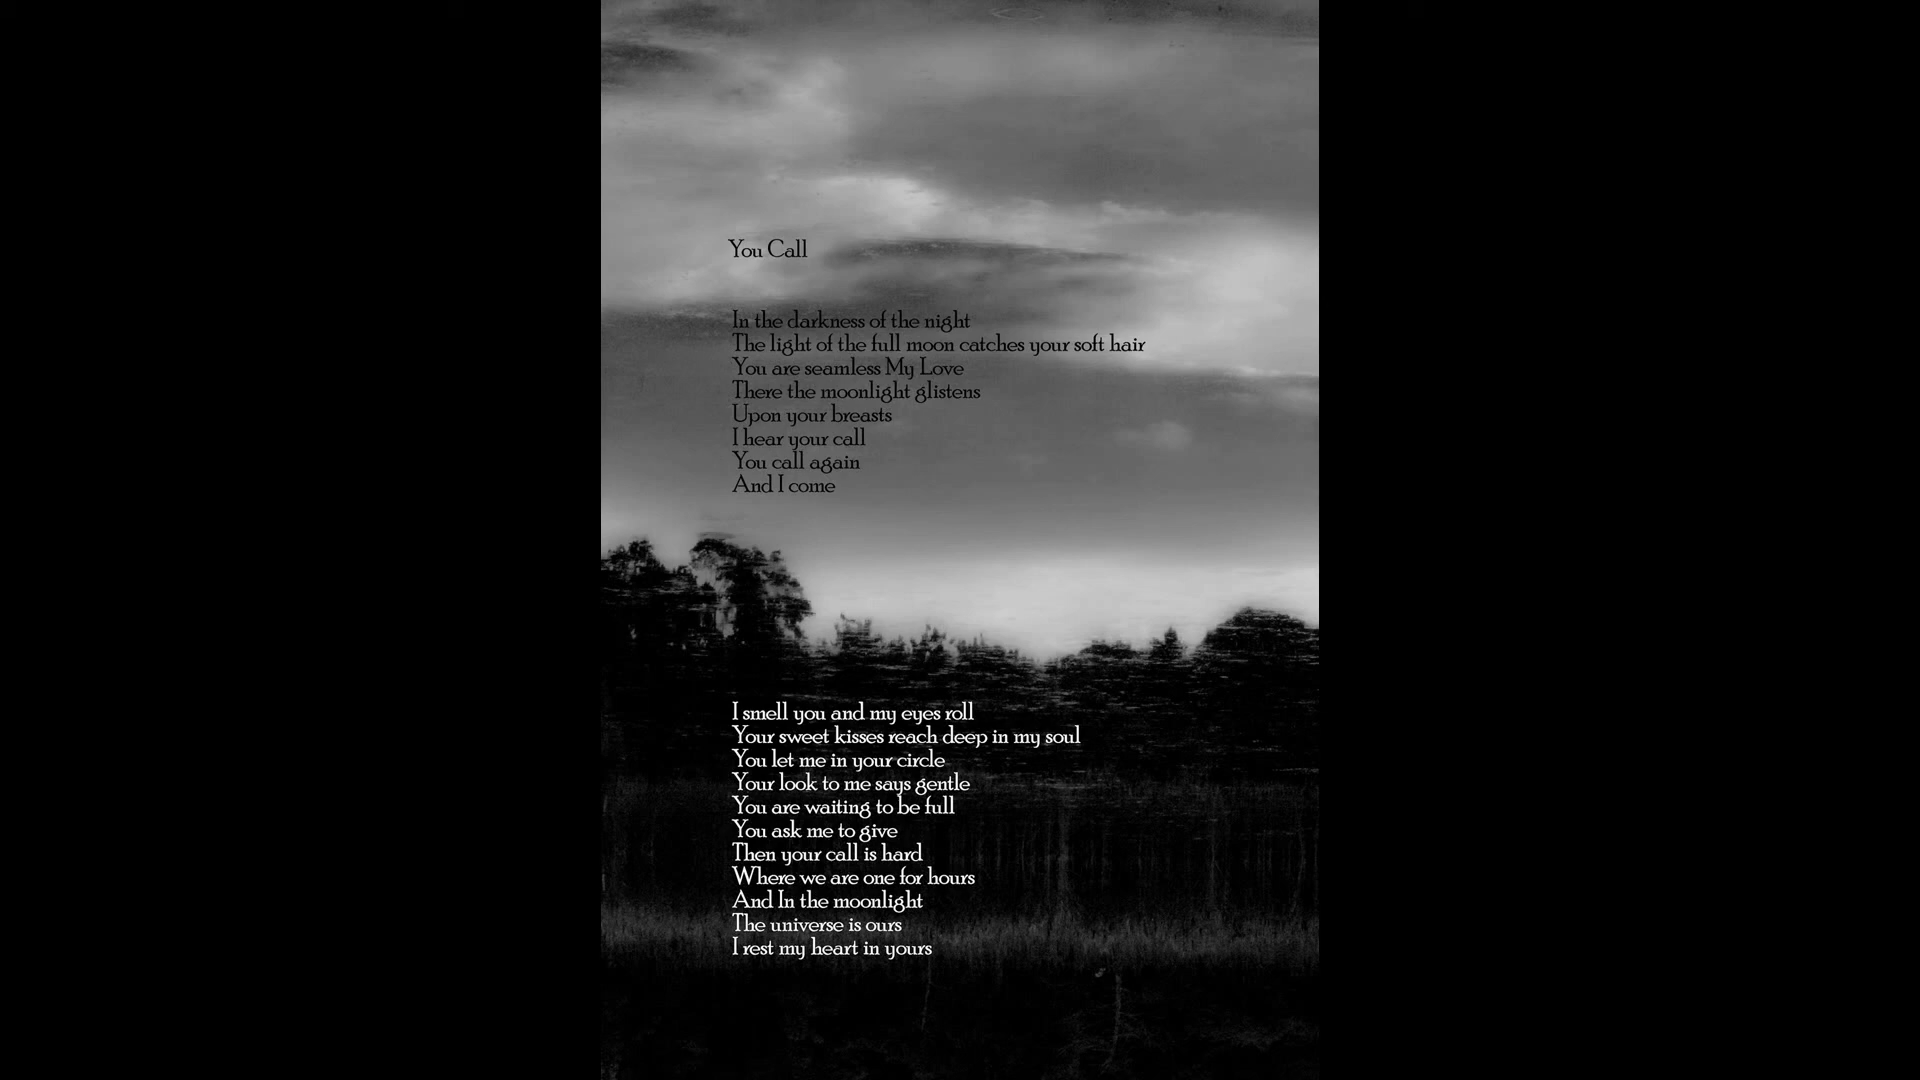 You Call
In the darkness of the night
The light of the full moon catches your soft hair
You are seamless My Love
There the moonlight glistens
Upon your breasts
I hear your call
You call again
And I come
I smell you and my eyes roll
Your sweet kisses reach deep in my soul
You let me in your circle
Your look to me says gentle
You are waiting to be full
You ask me to give
Then your call is hard
Where we are one for hours
And In the moonlight
The universe is ours
I rest my heart in yours